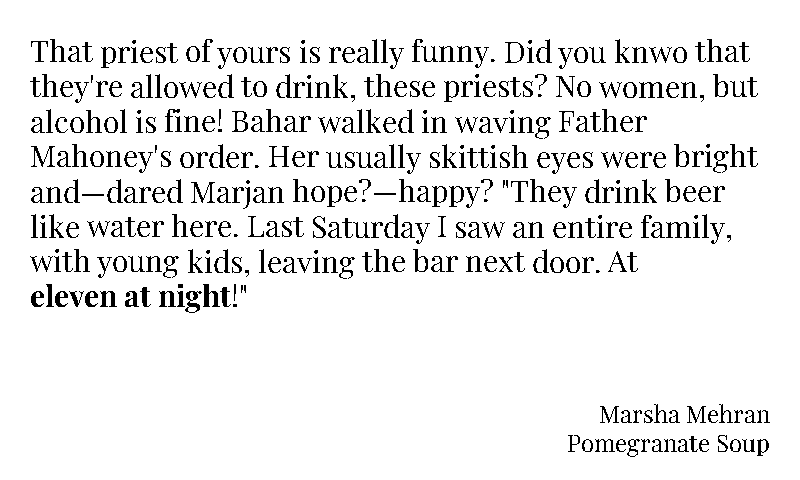 That priest of yours is really funny. Did you knwo that
they're allowed to drink, these priests? No women, but
alcohol is fine! Bahar walked in waving Father
Mahoney's order. Her usually skittish eyes were bright
and—dared Marjan hope?—happy? "They drink beer
like water here. Last Saturday I saw an entire family,
with young kids, leaving the bar next door. At
eleven at night!"
Marsha Mehran
Pomegranate Soup